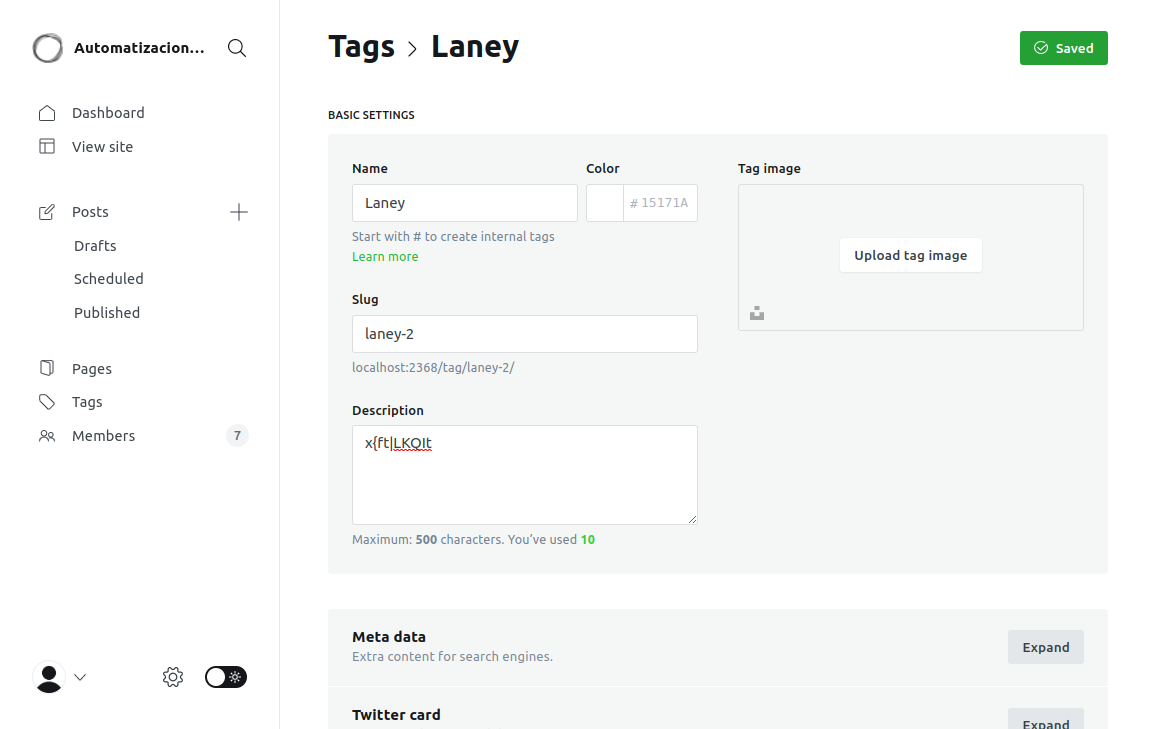 Automatizacion...
Dashboard
View site
Posts
Drafts
Scheduled
Published
Pages
Tags
Members 7
Tags > Laney
Saved
BASIC SETTINGS
Name
Laney
Color
# 15171A
Start with # to create internal tags
Learn more
Slug
laney-2
localhost:2368/tag/laney-2/
Description
x{ft|LKQIt
Maximum: 500 characters. You've used 10
Tag image
Upload tag image
Meta data
Extra content for search engines.
Expand
Twitter card
Expand